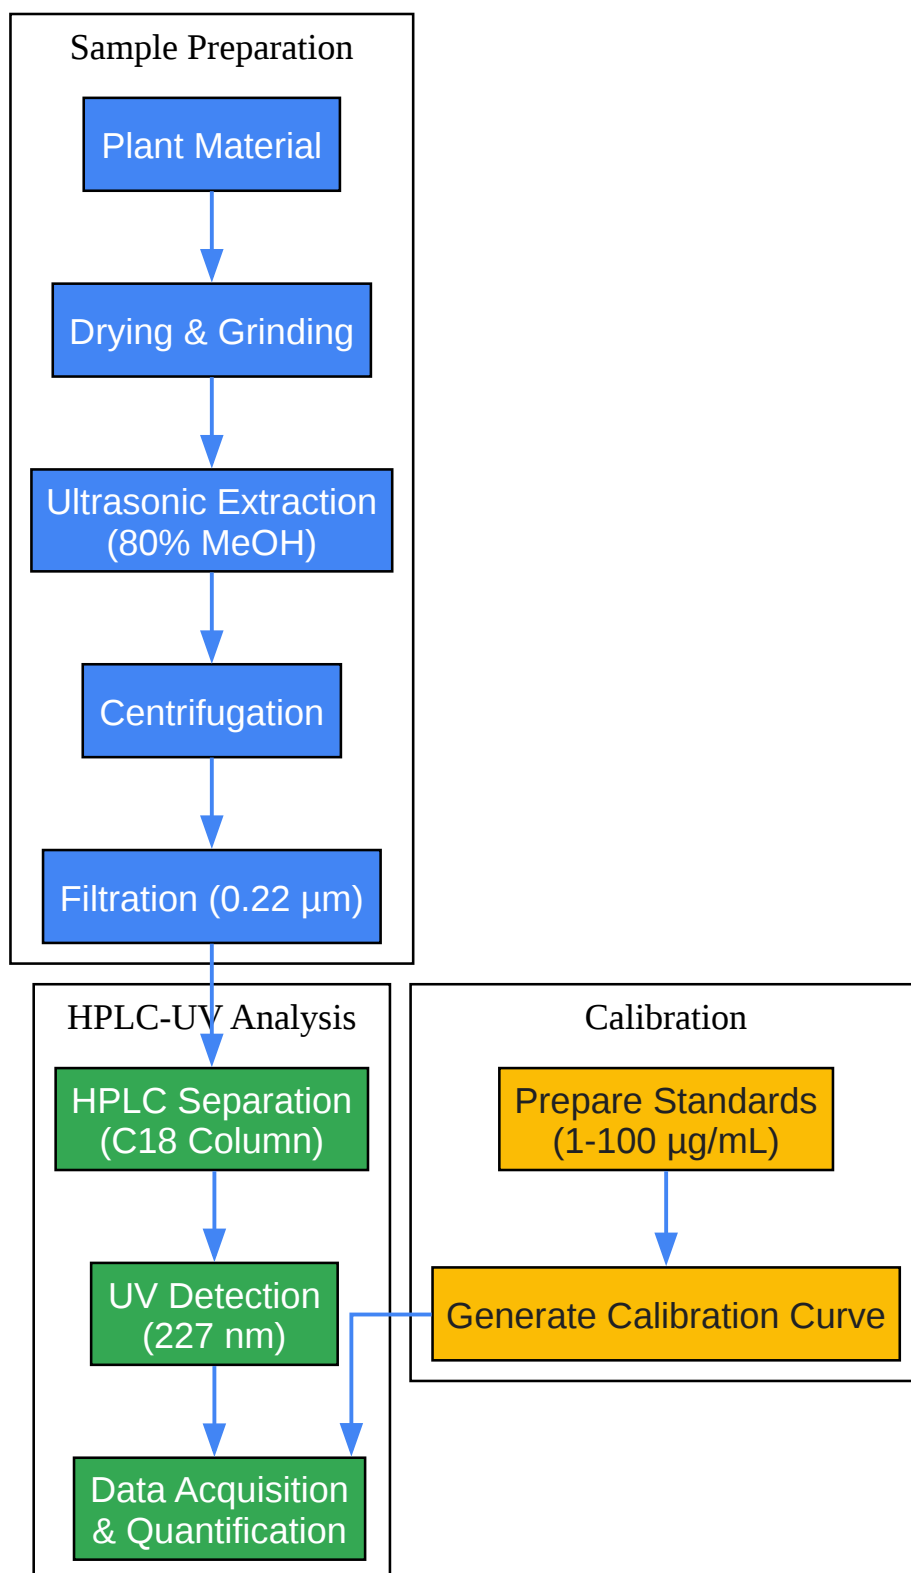 Sample Preparation
Plant Material
Drying & Grinding
Ultrasonic Extraction
(80% MeOH)
Centrifugation
Filtration (0.22 µm)
HPLC-UV Analysis
HPLC Separation
(C18 Column)
UV Detection
(227 nm)
Data Acquisition
& Quantification
Calibration
Prepare Standards
(1-100 µg/mL)
Generate Calibration Curve